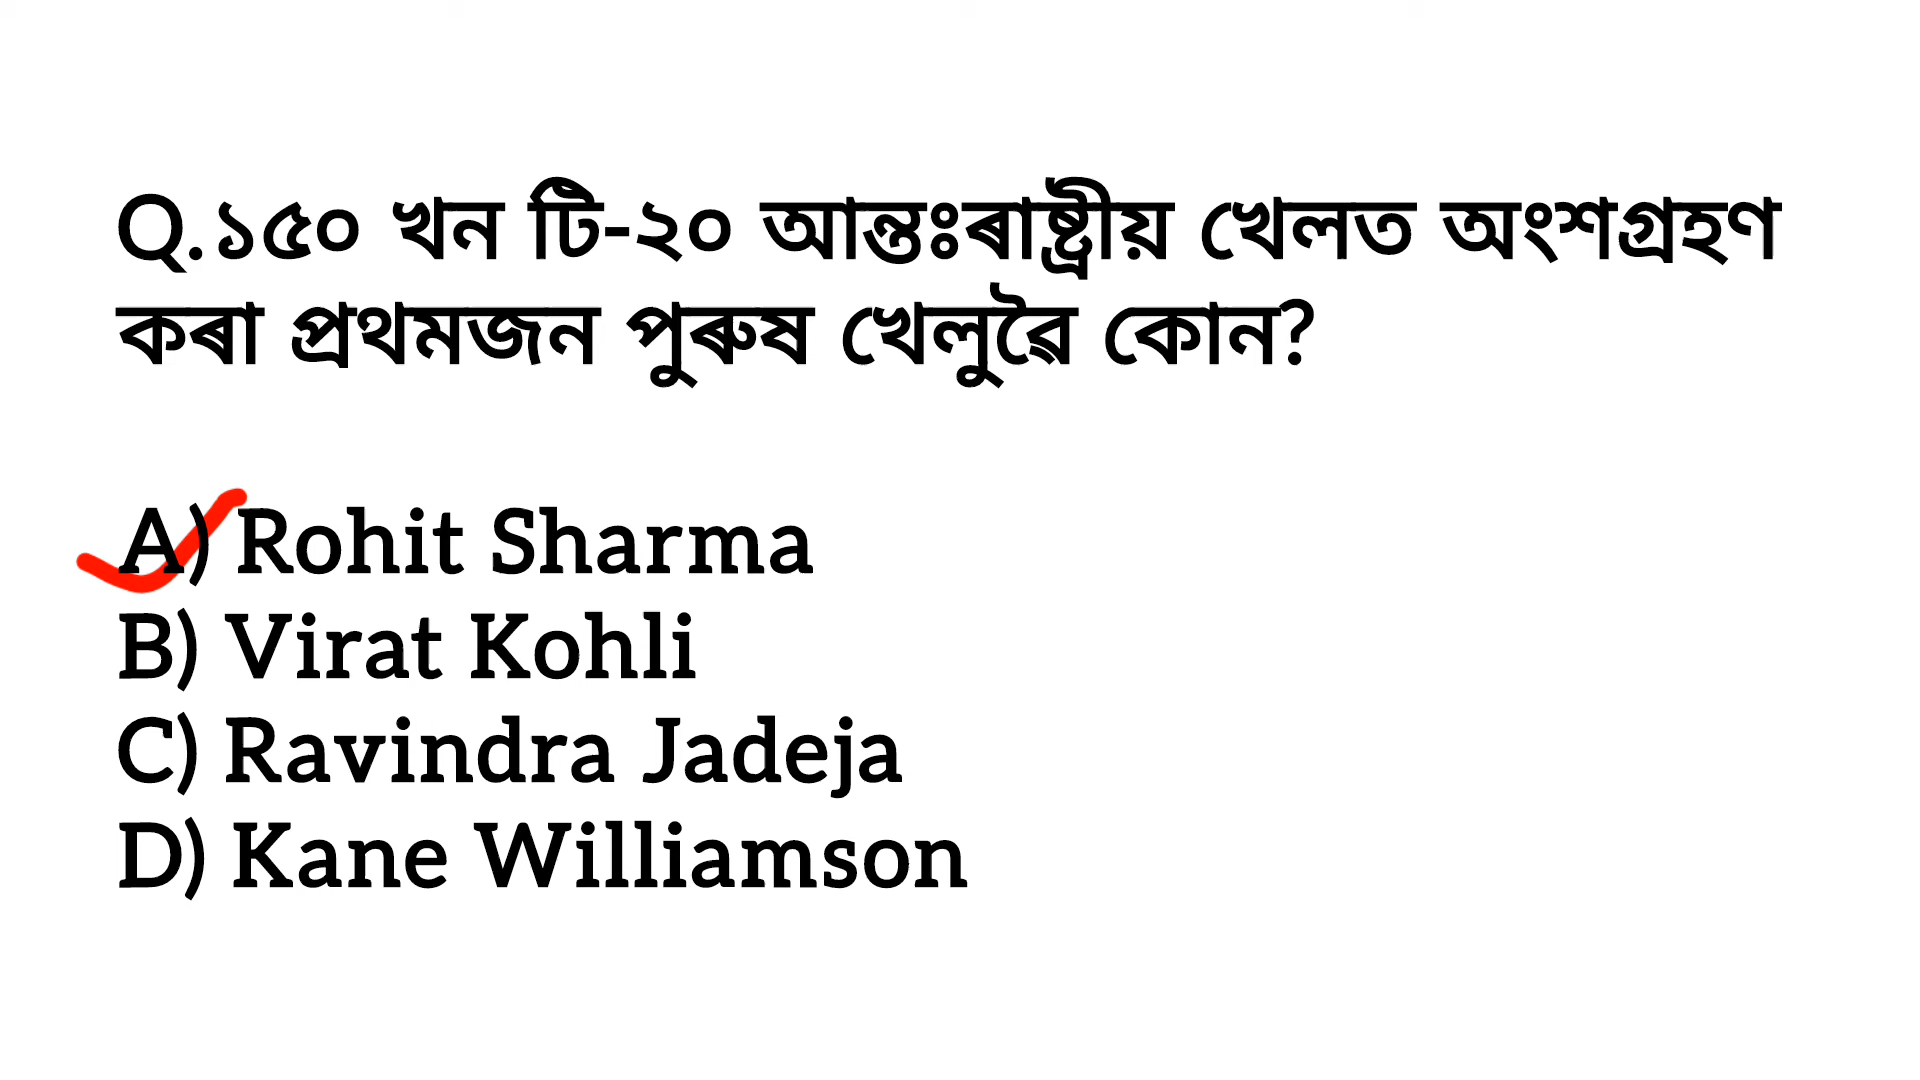 Q.১৫০ খন টি-২০ আন্তঃৰাষ্ট্ৰীয় খেলত অংশগ্ৰহণ
কৰা প্ৰথমজন পুৰুষ খেলুৱৈ কোন?
A) Rohit Sharma
B) Virat Kohli
C) Ravindra Jadeja
D) Kane Williamson